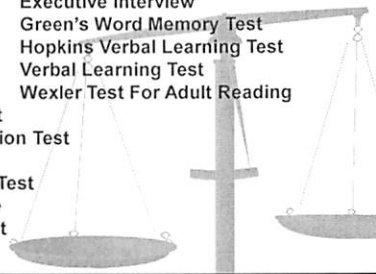 Executive Interview
Green's Word Memory Test
Hopkins Verbal Learning Test
Verbal Learning Test
Wexler Test For Adult Reading
ion Test
Test